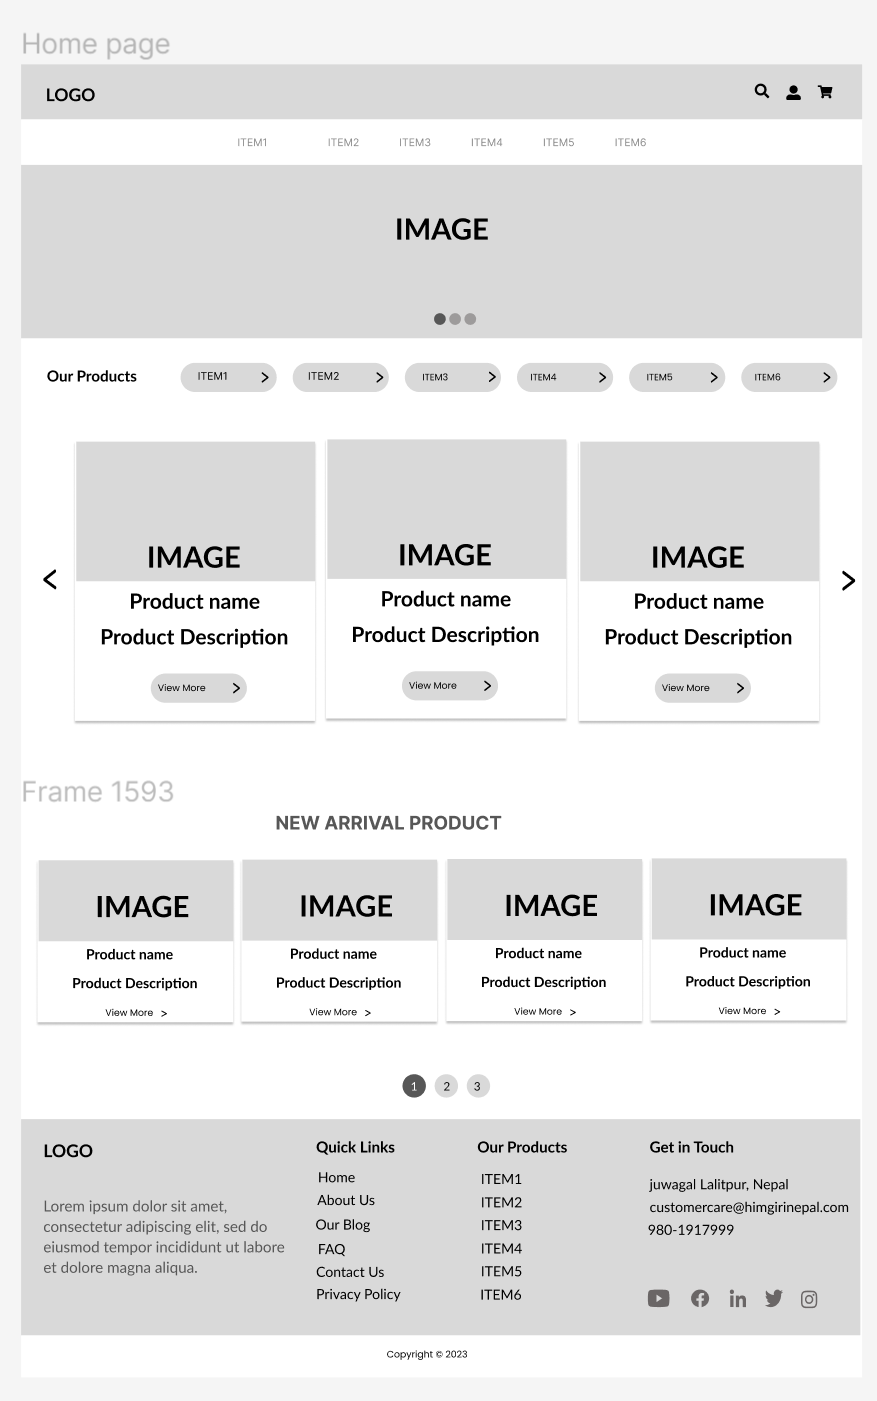 Home page
LOGO
ITEM1 ITEM2 ITEM3 ITEM4 ITEM5 ITEM6
IMAGE
Our Products ITEM1 ITEM2 ITEM3 ITEM4 ITEM5 ITEM6
IMAGE IMAGE IMAGE
Product name Product name Product name
Product Description Product Description Product Description
View More View More View More
Frame 1593
NEW ARRIVAL PRODUCT
IMAGE IMAGE IMAGE IMAGE
Product name Product name Product name Product name
Product Description Product Description Product Description Product Description
View More > View More > View More > View More >
1 2 3
LOGO
Lorem ipsum dolor sit amet,
consectetur adipiscing elit, sed do
eiusmod tempor incididunt ut labore
et dolore magna aliqua.
Quick Links
Home
About Us
Our Blog
FAQ
Contact Us
Privacy Policy
Our Products
ITEM1
ITEM2
ITEM3
ITEM4
ITEM5
ITEM6
Get in Touch
juwagal Lalitpur, Nepal
customercare@himgirinepal.com
980-1917999
Copyright © 2023